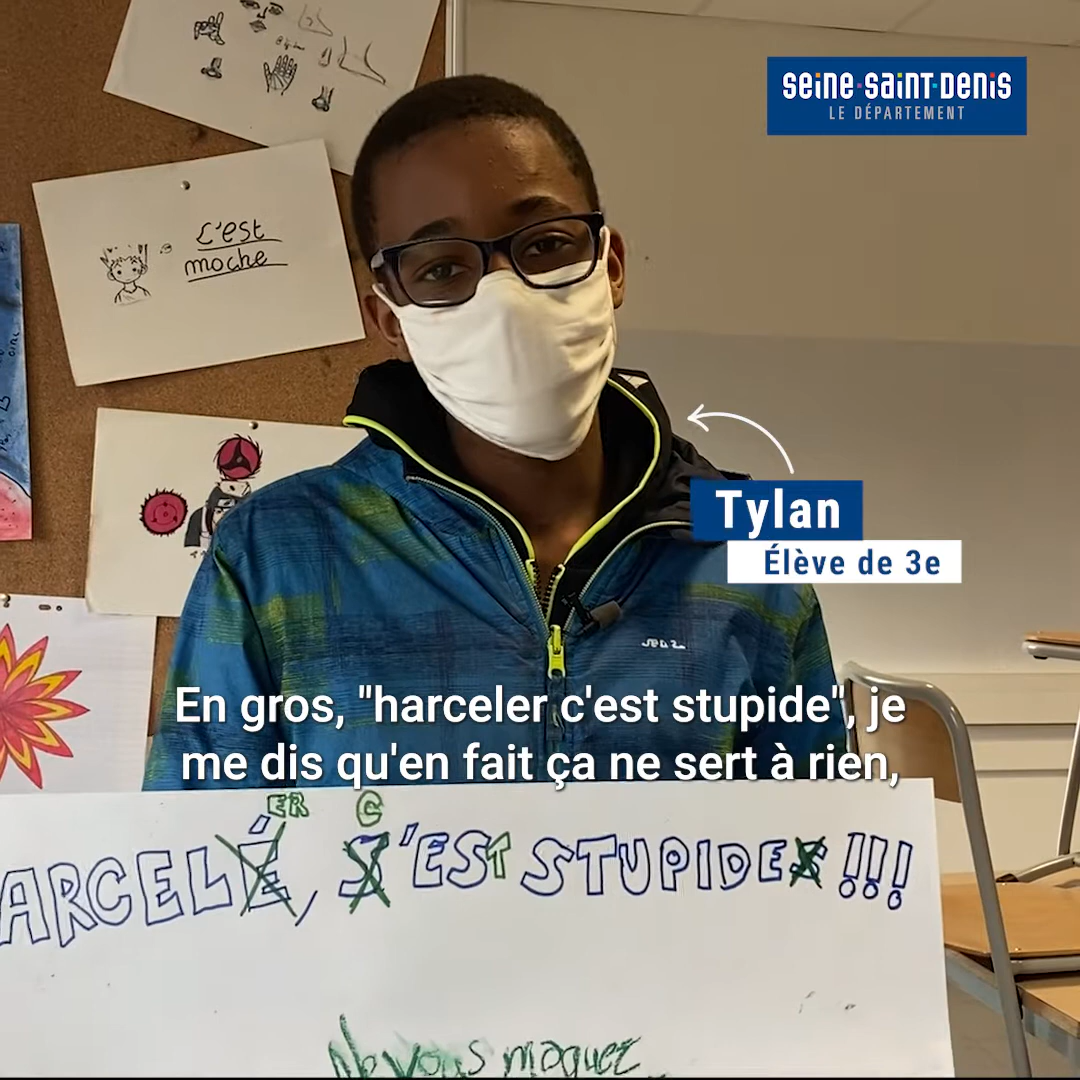 SEINE-SAINT-DENIS
LE DÉPARTEMENT
C'est
moche
Tylan
Élève de 3e
En gros, "harceler c'est stupide", je
me dis qu'en fait ça ne sert à rien,
ER C
ARCELÉ, S'EST STUPIDES !!!
Ne vous moquez